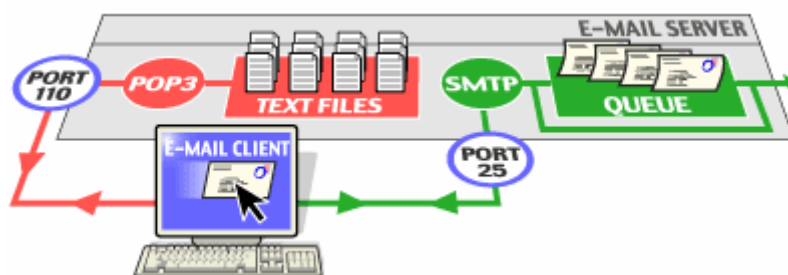 E-MAIL SERVER
PORT
110
POP3
TEXT FILES
SMTP
QUEUE
E-MAIL CLIENT
PORT
25